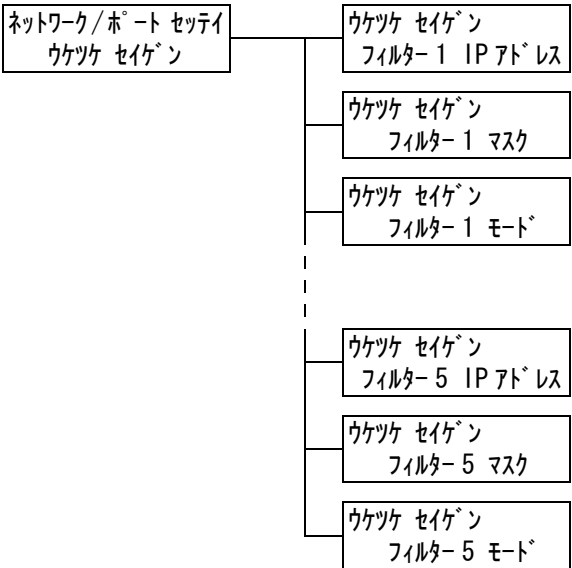 ﾈｯﾄﾜｰｸ/ﾎﾟｰﾄ ｾｯﾃｲ
ｳｹﾂｹ ｾｲｹﾞﾝ
ｳｹﾂｹ ｾｲｹﾞﾝ
ﾌｨﾙﾀｰ1 IPｱﾄﾞﾚｽ
ｳｹﾂｹ ｾｲｹﾞﾝ
ﾌｨﾙﾀｰ1 ﾏｽｸ
ｳｹﾂｹ ｾｲｹﾞﾝ
ﾌｨﾙﾀｰ1 ﾓｰﾄﾞ
ｳｹﾂｹ ｾｲｹﾞﾝ
ﾌｨﾙﾀｰ5 IPｱﾄﾞﾚｽ
ｳｹﾂｹ ｾｲｹﾞﾝ
ﾌｨﾙﾀｰ5 ﾏｽｸ
ｳｹﾂｹ ｾｲｹﾞﾝ
ﾌｨﾙﾀｰ5 ﾓｰﾄﾞ